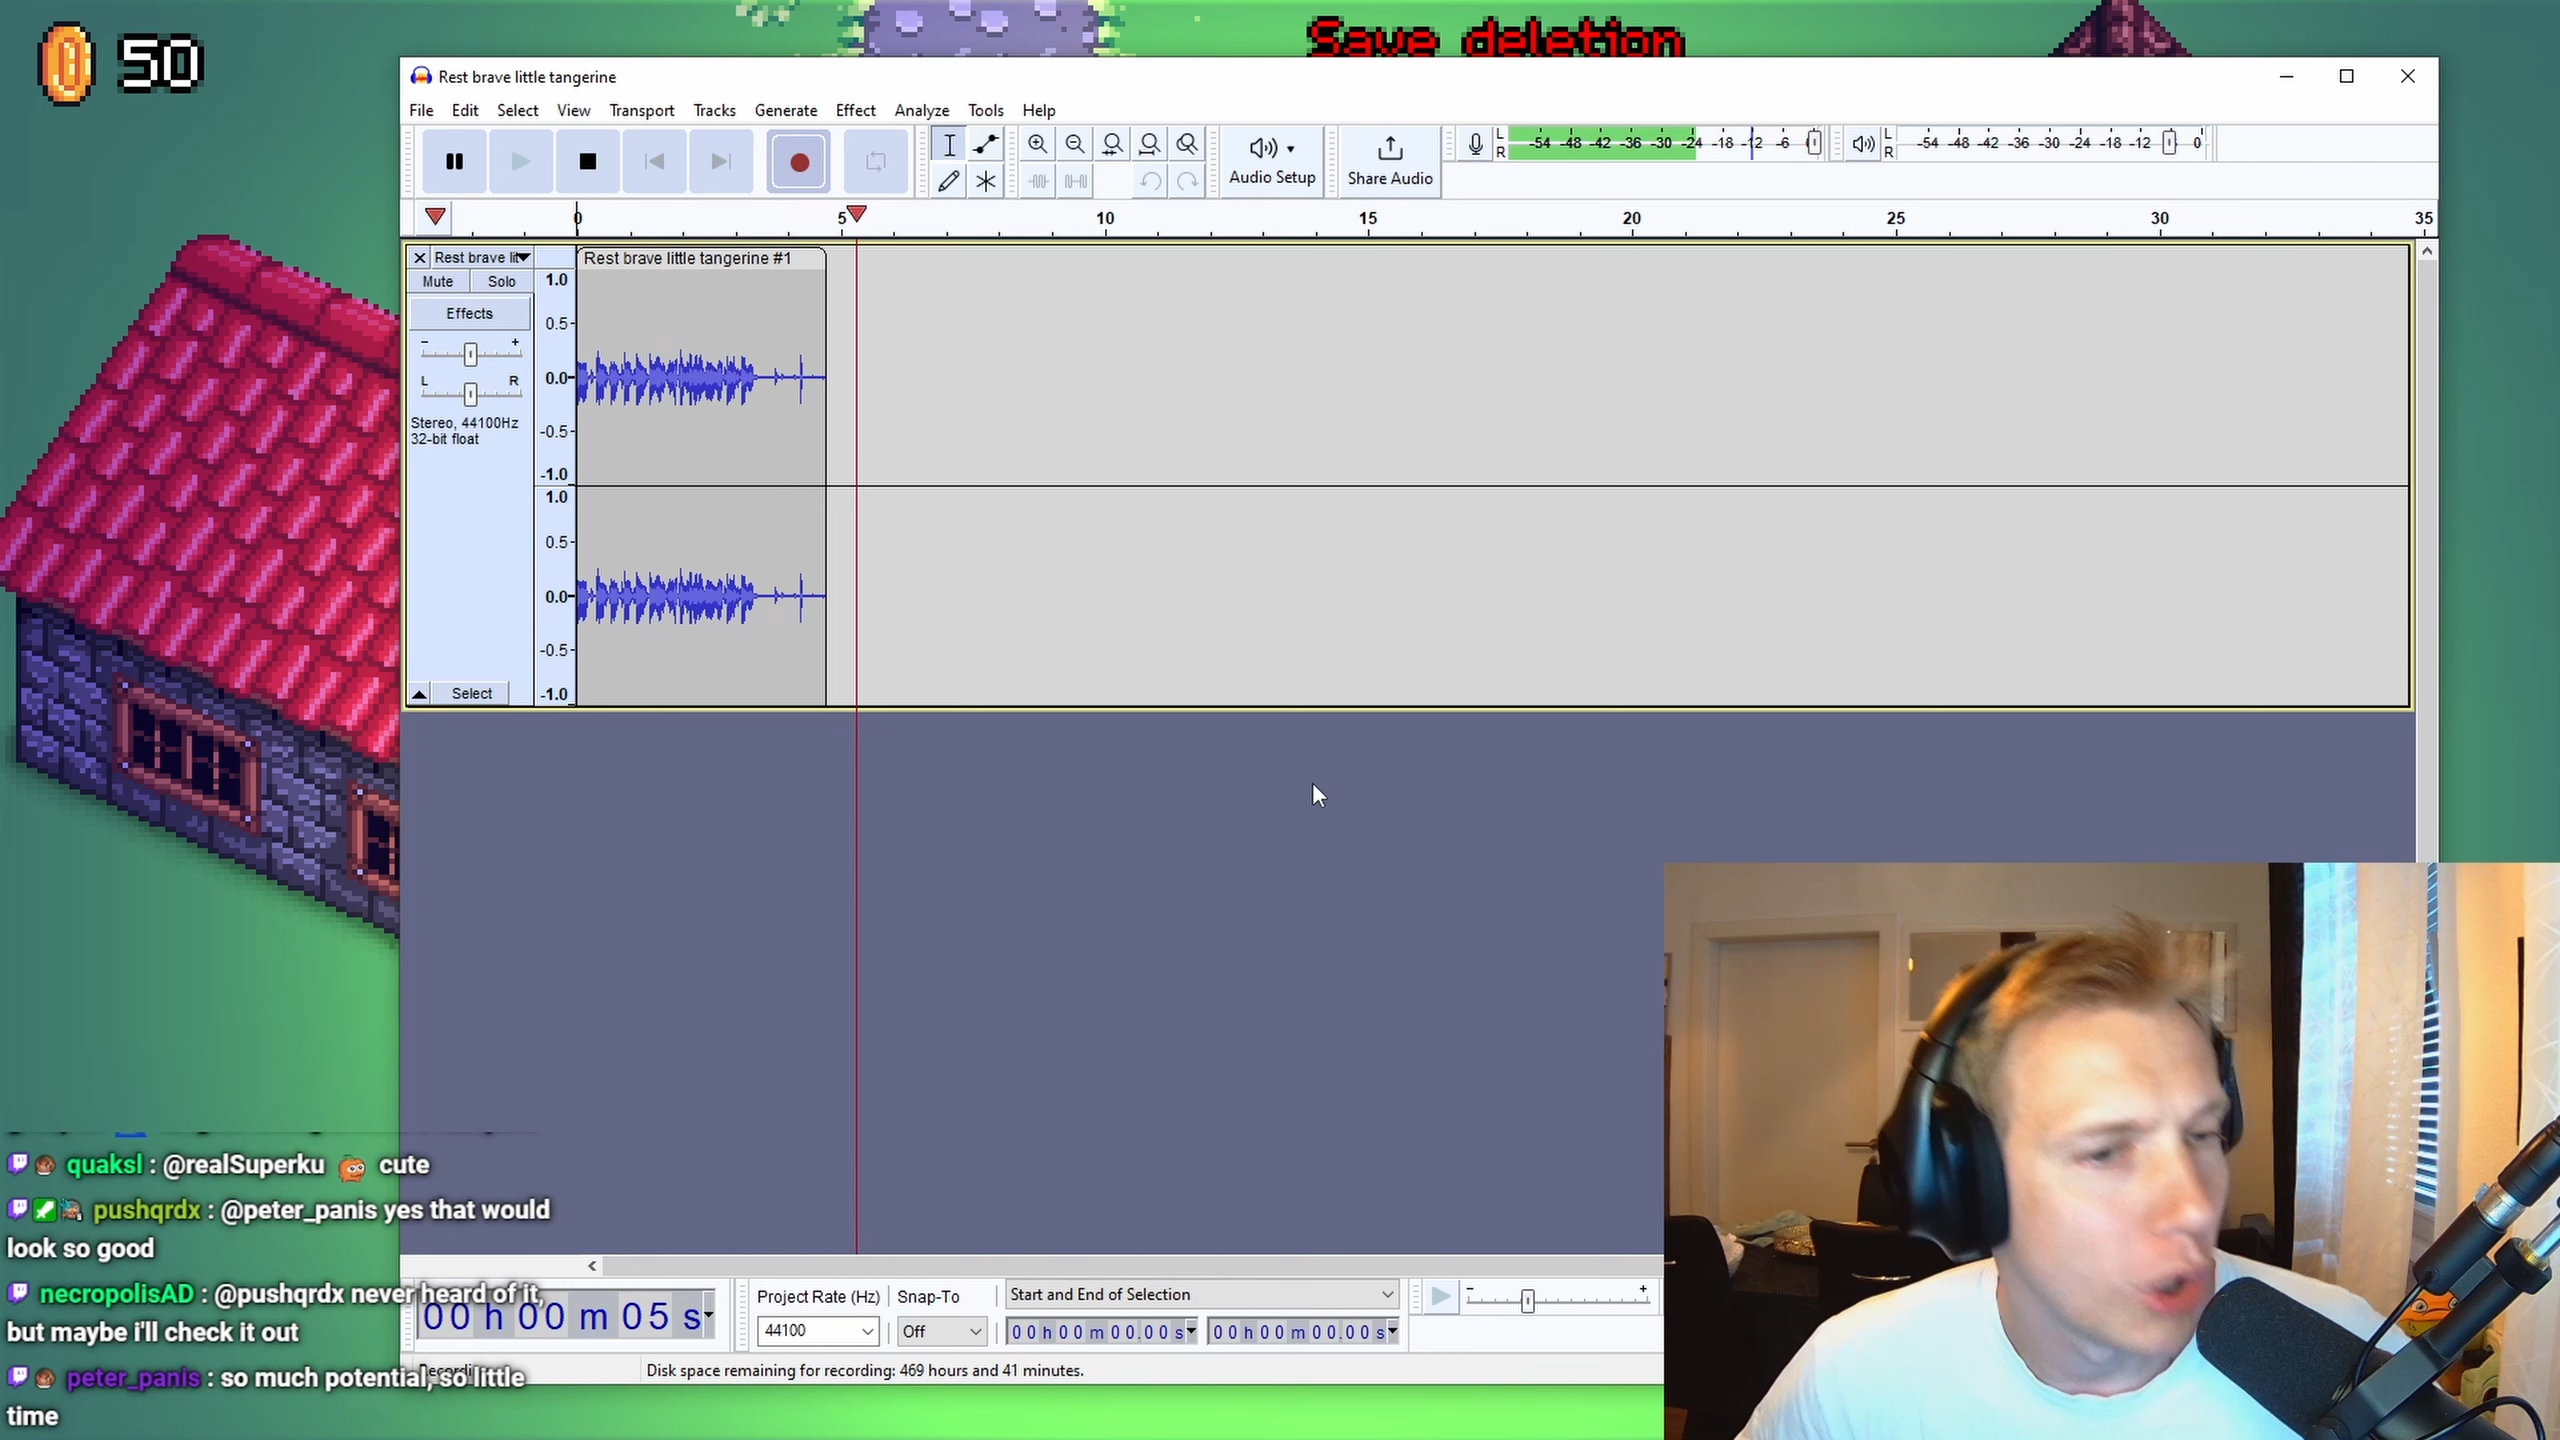 50
Save deletion
Rest brave little tangerine
File Edit Select View Transport Tracks Generate Effect Analyze Tools Help
Audio Setup
Share Audio
L
R
-54 -48 -42 -36 -30 -24 -18 -12 -6
L
R
-54 -48 -42 -36 -30 -24 -18 -12 0
0 5 10 15 20 25 30 35
Rest brave lit
Rest brave little tangerine #1
Mute Solo
Effects
- +
L R
Stereo, 44100Hz
32-bit float
Select
1.0
0.5
0.0
-0.5
-1.0
1.0
0.5
0.0
-0.5
-1.0
quaksl : @realSuperku cute
pushqrdx : @peter_panis yes that would
look so good
necropolisAD : @pushqrdx never heard of it,
but maybe i'll check it out
peter_panis : so much potential, so little
time
00 h 00 m 05 s
Project Rate (Hz)
44100
Snap-To
Off
Start and End of Selection
00 h 00 m 00.00 s
00 h 00 m 00.00 s
- +
Disk space remaining for recording: 469 hours and 41 minutes.